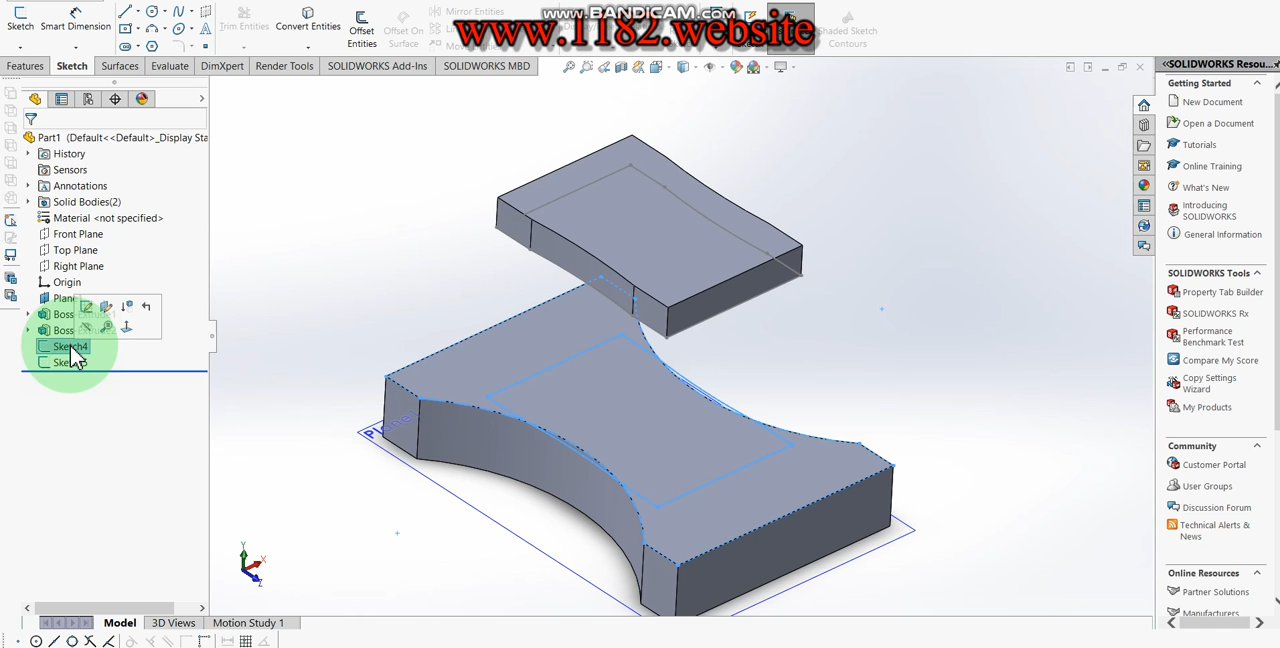 www.BANDICAM.com
www.1182.website
Sketch
Smart Dimension
Trim Entities
Convert Entities
Offset Entities
Offset On Surface
Mirror Entities
Shaded Sketch Contours
Features
Sketch
Surfaces
Evaluate
DimXpert
Render Tools
SOLIDWORKS Add-Ins
SOLIDWORKS MBD
Part1 (Default<<Default>_Display Sta
History
Sensors
Annotations
Solid Bodies(2)
Material <not specified>
Front Plane
Top Plane
Right Plane
Origin
Plane
Boss
Boss
Sketch4
Plane1
Y
X
Z
Model
3D Views
Motion Study 1
SOLIDWORKS Resou...
Getting Started
New Document
Open a Document
Tutorials
Online Training
What's New
Introducing SOLIDWORKS
General Information
SOLIDWORKS Tools
Property Tab Builder
SOLIDWORKS Rx
Performance Benchmark Test
Compare My Score
Copy Settings Wizard
My Products
Community
Customer Portal
User Groups
Discussion Forum
Technical Alerts & News
Online Resources
Partner Solutions
Manufacturers